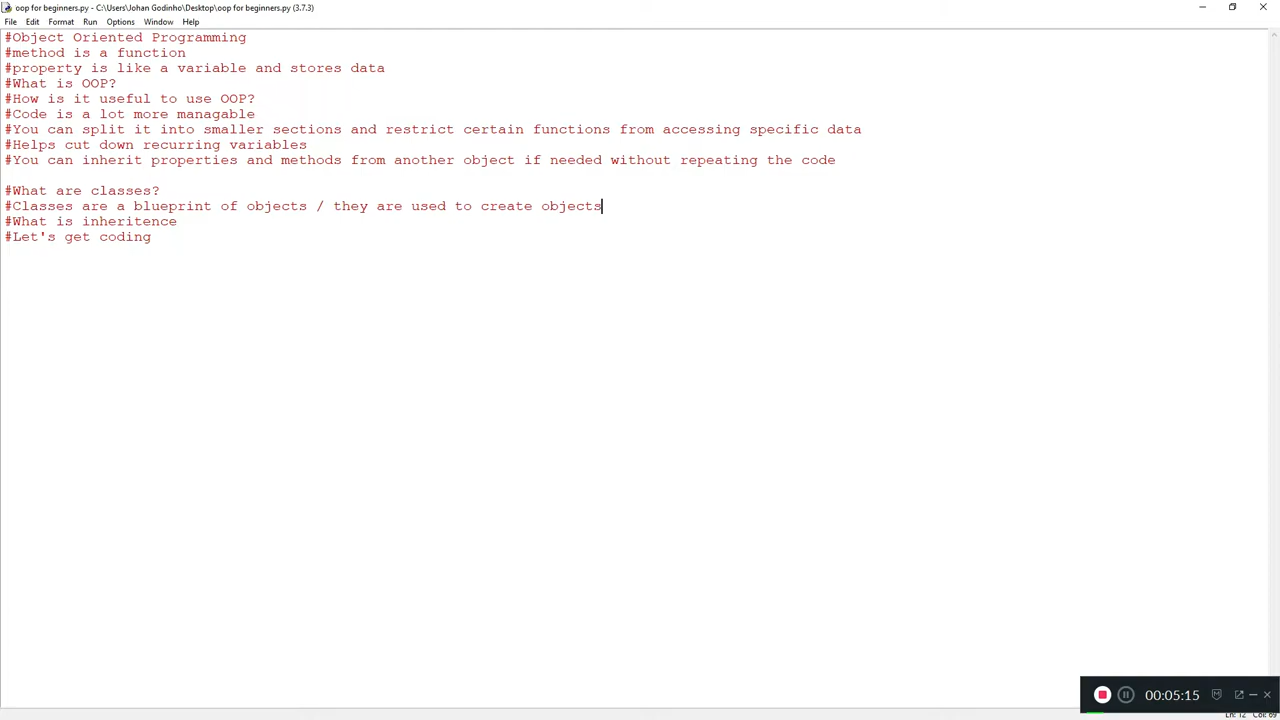 oop for beginners.py - C:\Users\Johan Godinho\Desktop\oop for beginners.py (3.7.3)
File Edit Format Run Options Window Help
#Object Oriented Programming
#method is a function
#property is like a variable and stores data
#What is OOP?
#How is it useful to use OOP?
#Code is a lot more managable
#You can split it into smaller sections and restrict certain functions from accessing specific data
#Helps cut down recurring variables
#You can inherit properties and methods from another object if needed without repeating the code
#What are classes?
#Classes are a blueprint of objects / they are used to create objects
#What is inheritence
#Let's get coding
00:05:15
Ln: 12 Col: 69